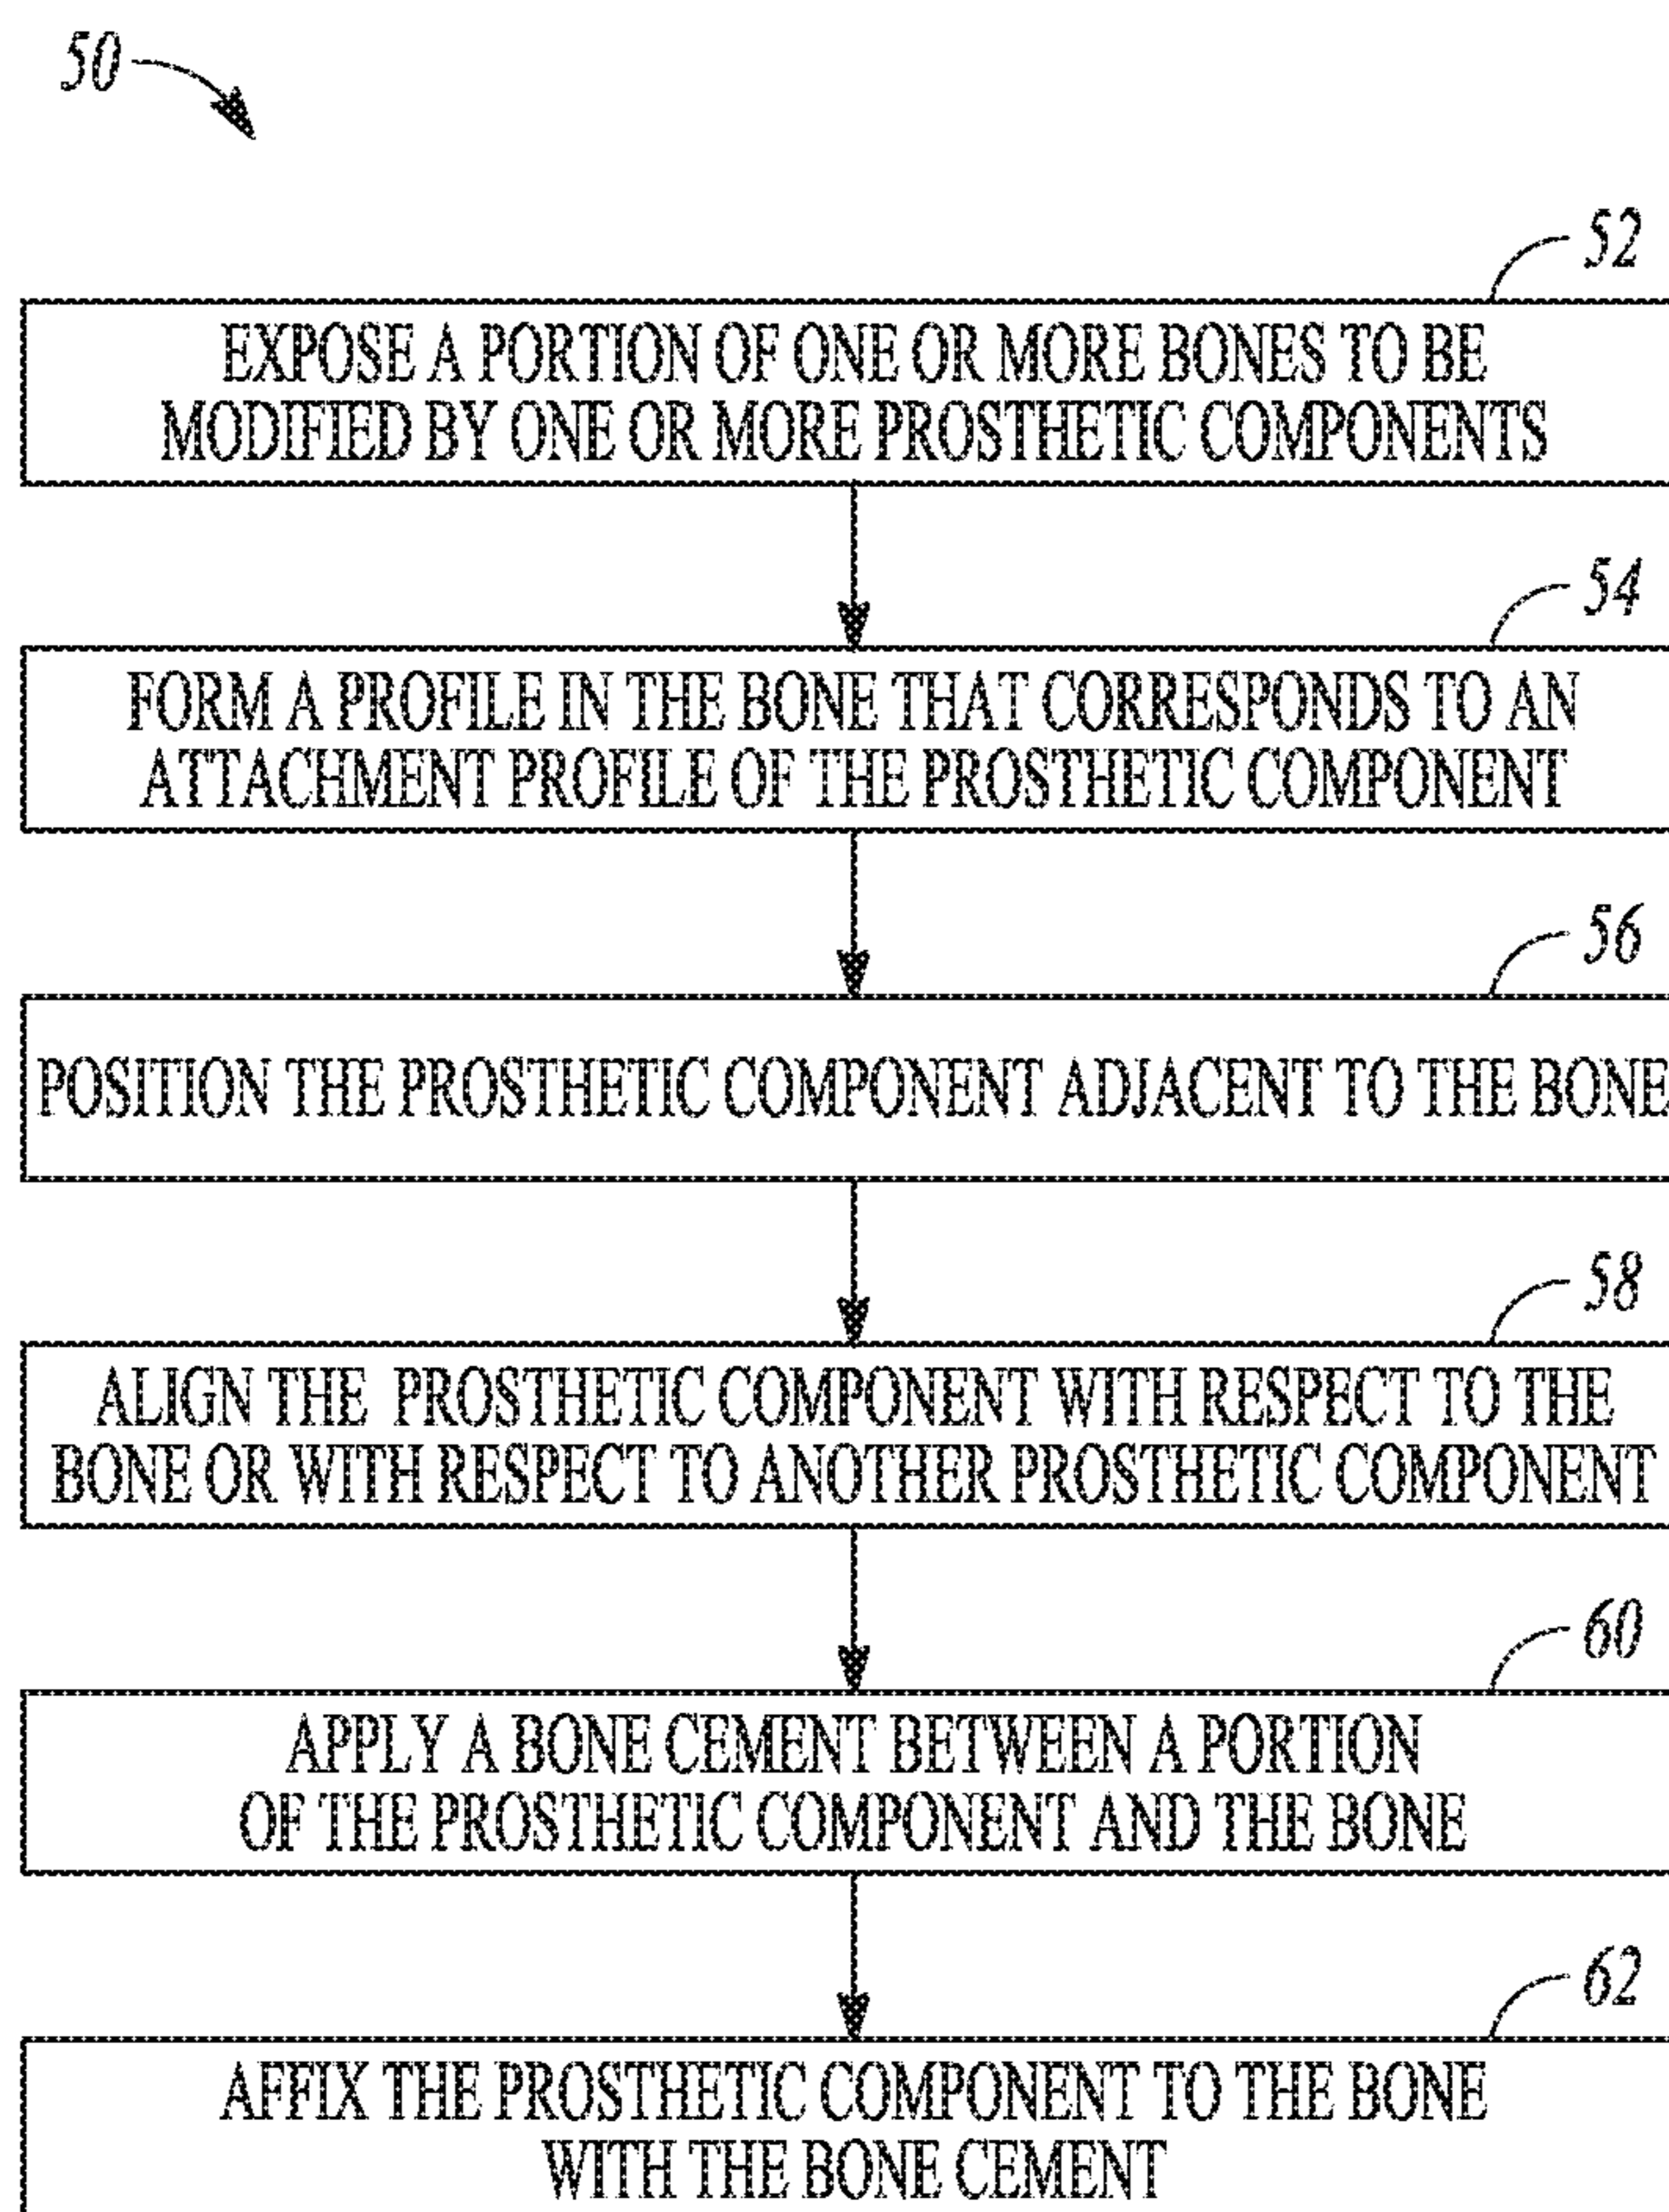 50
52
EXPOSE A PORTION OF ONE OR MORE BONES TO BE
MODIFIED BY ONE OR MORE PROSTHETIC COMPONENTS
54
FORM A PROFILE IN THE BONE THAT CORRESPONDS TO AN
ATTACHMENT PROFILE OF THE PROSTHETIC COMPONENT
56
POSITION THE PROSTHETIC COMPONENT ADJACENT TO THE BONE
58
ALIGN THE PROSTHETIC COMPONENT WITH RESPECT TO THE
BONE OR WITH RESPECT TO ANOTHER PROSTHETIC COMPONENT
60
APPLY A BONE CEMENT BETWEEN A PORTION
OF THE PROSTHETIC COMPONENT AND THE BONE
62
AFFIX THE PROSTHETIC COMPONENT TO THE BONE
WITH THE BONE CEMENT